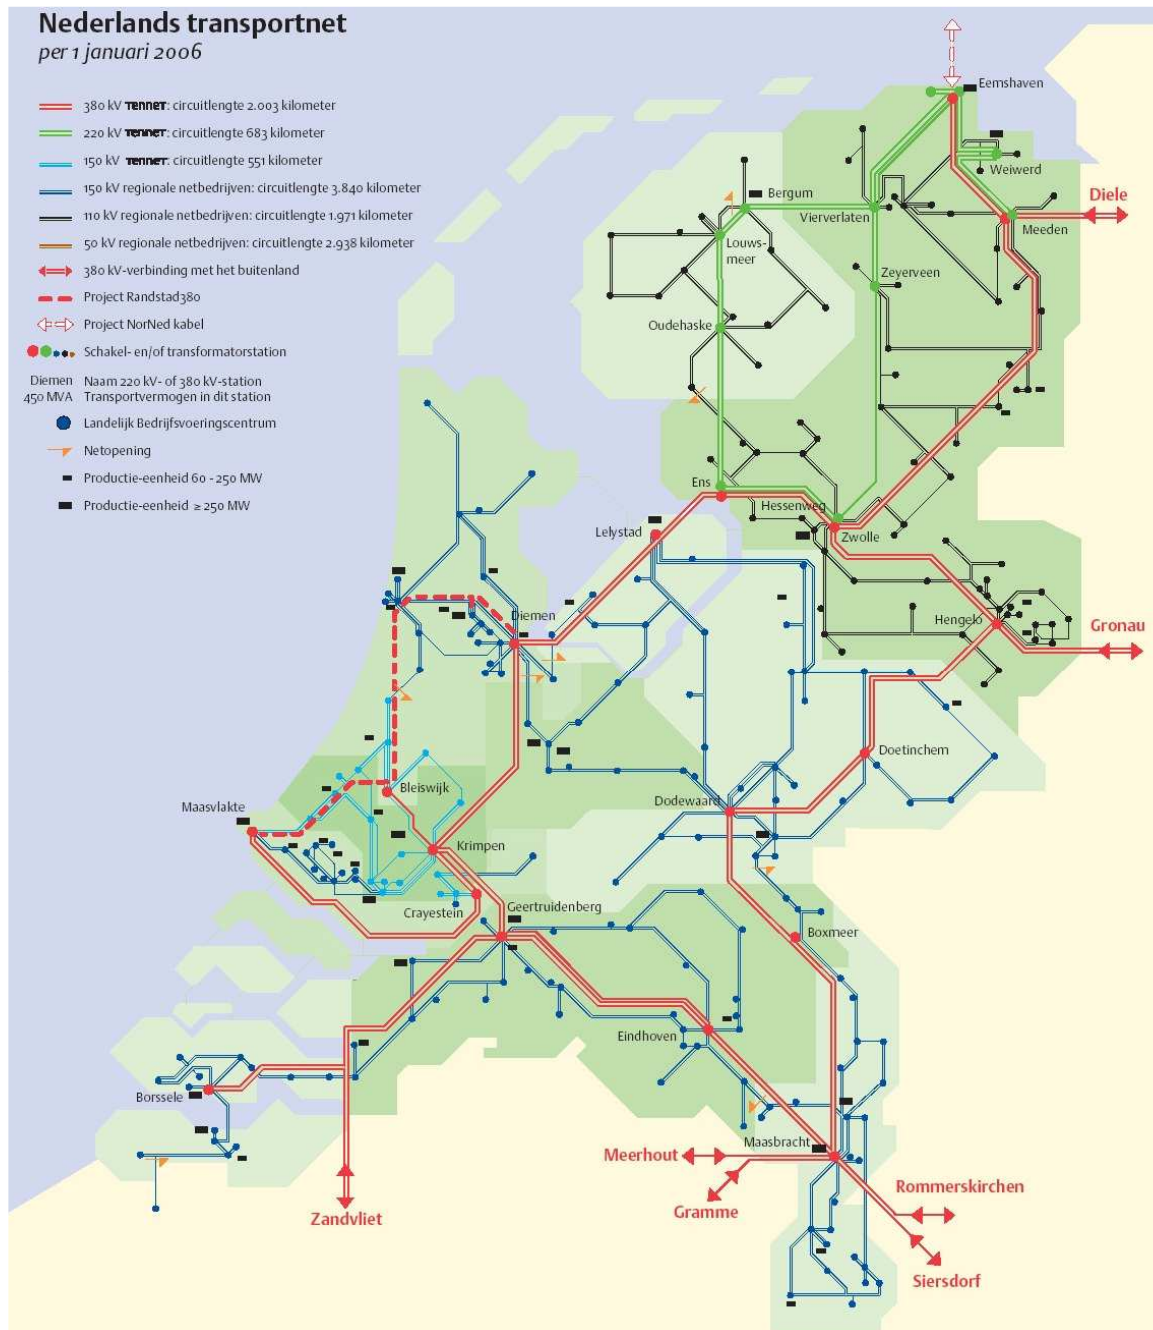 Nederlands transportnet
per 1 januari 2006
380 kV TENNET: circuitlengte 2.003 kilometer
220 kV TENNET: circuitlengte 683 kilometer
150 kV TENNET: circuitlengte 551 kilometer
150 kV regionale netbedrijven: circuitlengte 3.840 kilometer
110 kV regionale netbedrijven: circuitlengte 1.971 kilometer
50 kV regionale netbedrijven: circuitlengte 2.938 kilometer
380 kV-verbinding met het buitenland
Project Randstad380
Project NorNed kabel
Schakel- en/of transformatorstation
Diemen Naam 220 kV- of 380 kV-station
450 MVA Transportvermogen in dit station
Landelijk Bedrijfsvoeringscentrum
Netopening
Productie-eenheid 60 - 250 MW
Productie-eenheid ≥ 250 MW
Eemshaven
Weiwerd
Bergum
Diele
Vierverlaten
Meeden
Louws-
meer
Zeyerveen
Oudehaske
Ens
Hessenweg
Lelystad
Zwolle
Diemen
Hengelo
Gronau
Doetinchem
Bleiswijk
Maasvlakte
Dodewaard
Krimpen
Crayestein
Geertruidenberg
Boxmeer
Eindhoven
Borssele
Maasbracht
Meerhout
Rommerskirchen
Gramme
Zandvliet
Siersdorf